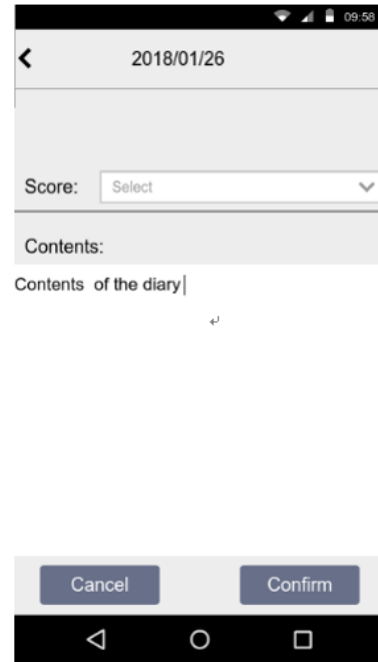 09:58
2018/01/26
Score: Select
Contents:
Contents of the diary
Cancel Confirm